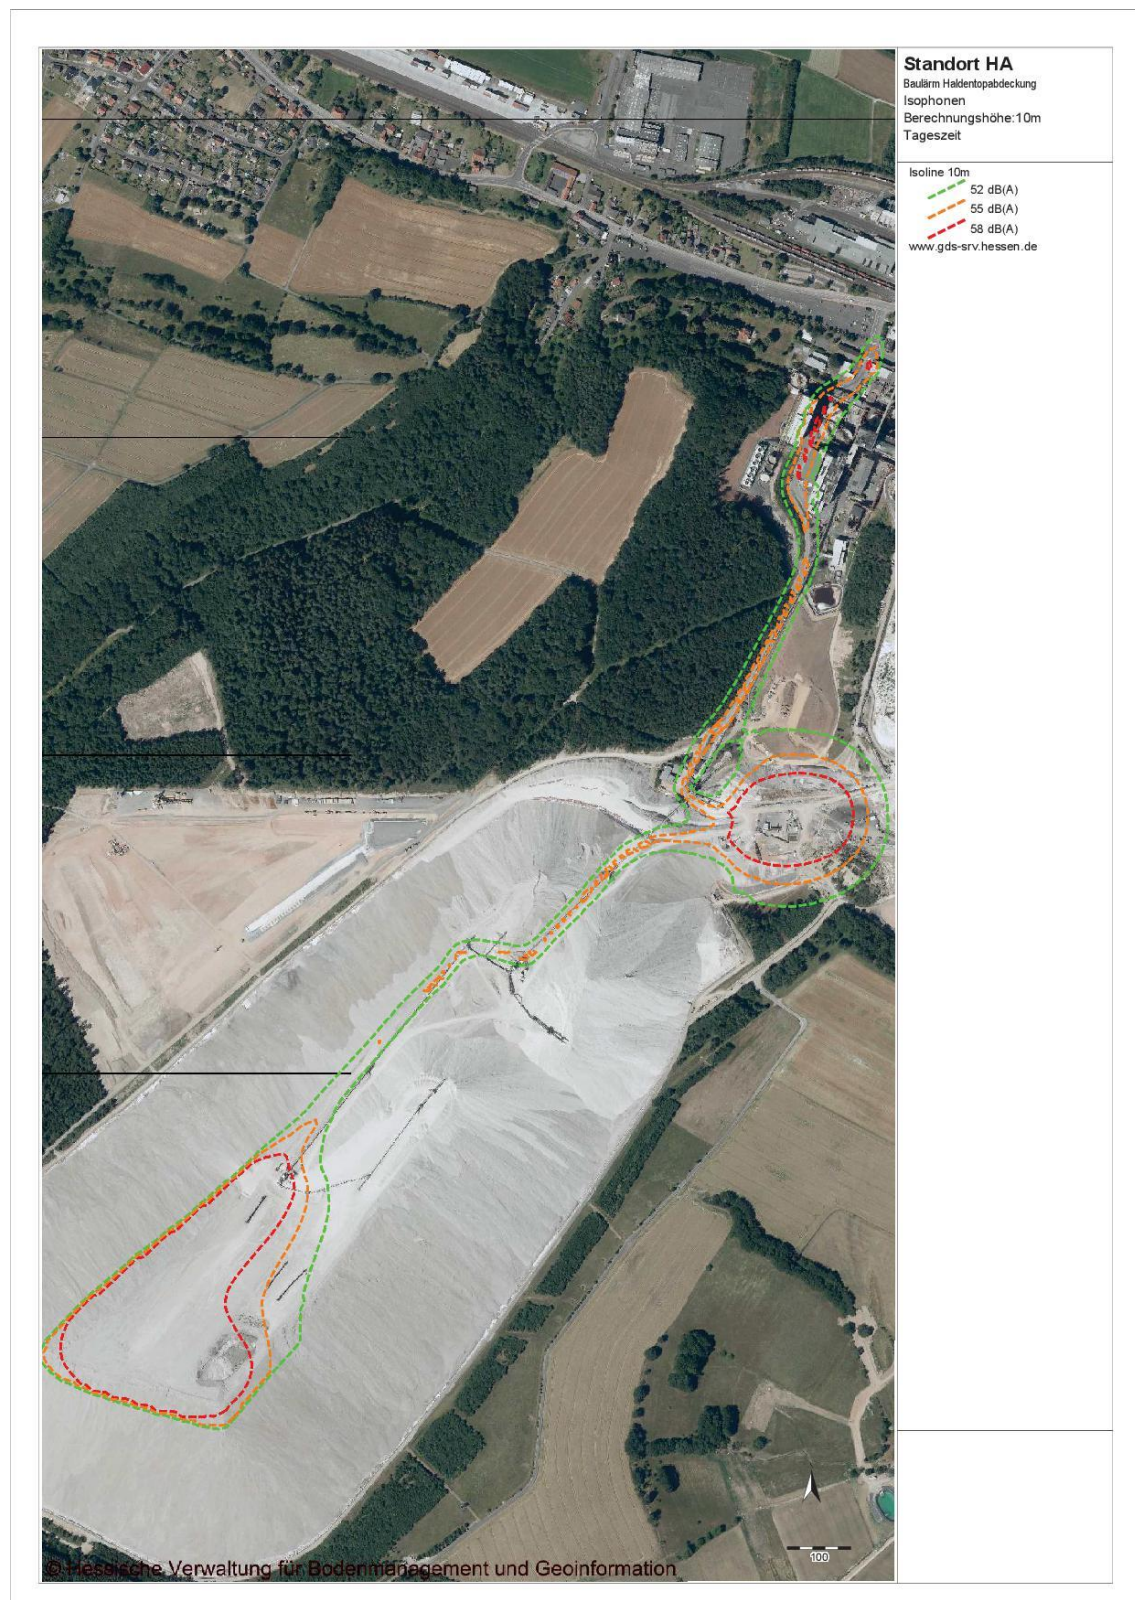 Standort HA
Baulärm Haldentopabdeckung
Isophonen
Berechnungshöhe:10m
Tageszeit
Isoline 10m
52 dB(A)
55 dB(A)
58 dB(A)
www.gds-srv.hessen.de
100
© Hessische Verwaltung für Bodenmanagement und Geoinformation